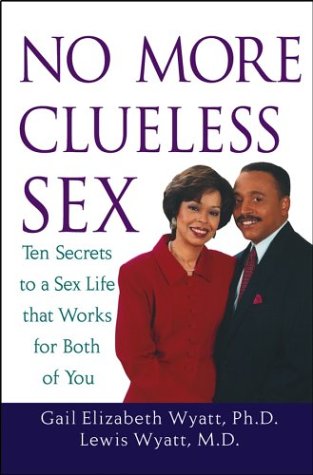 NO MORE
CLUELESS
SEX
Ten Secrets
to a Sex Life
that Works
for Both
of You
Gail Elizabeth Wyatt, Ph.D.
Lewis Wyatt, M.D.